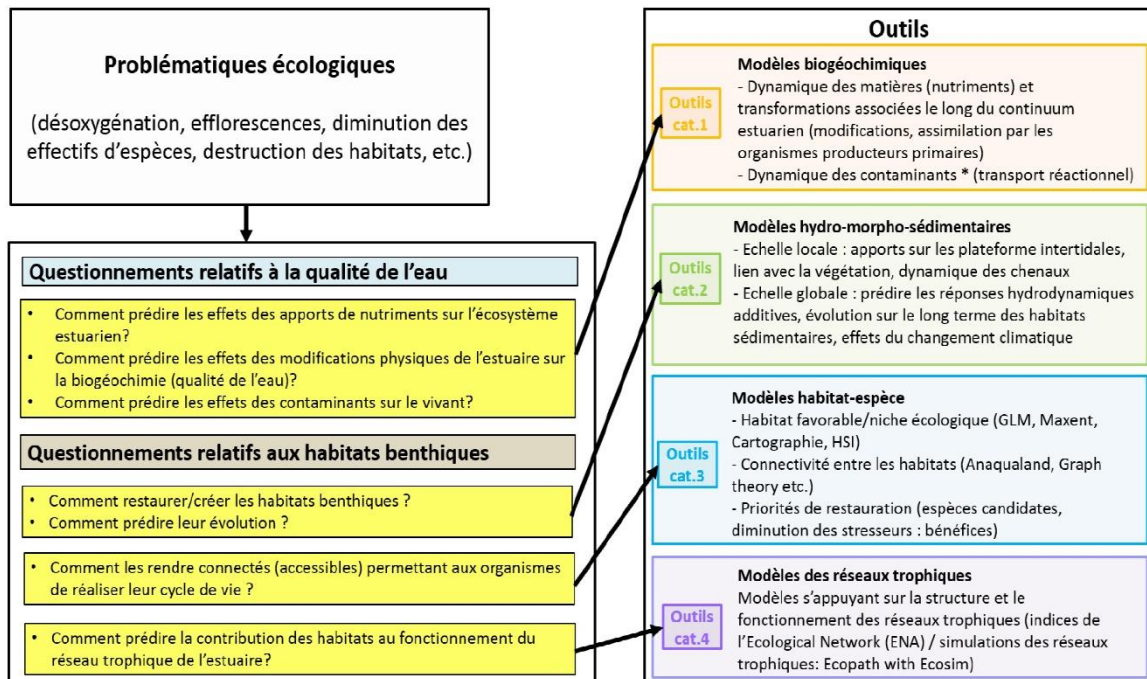 Problématiques écologiques
(désoxygénation, efflorescences, diminution des
effectifs d'espèces, destruction des habitats, etc.)
Questionnements relatifs à la qualité de l'eau
• Comment prédire les effets des apports de nutriments sur l'écosystème
estuarien?
• Comment prédire les effets des modifications physiques de l'estuaire sur
la biogéochimie (qualité de l'eau)?
• Comment prédire les effets des contaminants sur le vivant?
Questionnements relatifs aux habitats benthiques
• Comment restaurer/créer les habitats benthiques ?
• Comment prédire leur évolution ?
• Comment les rendre connectés (accessibles) permettant aux organismes
de réaliser leur cycle de vie ?
• Comment prédire la contribution des habitats au fonctionnement du
réseau trophique de l'estuaire?
Outils
Outils
cat.1
Modèles biogéochimiques
- Dynamique des matières (nutriments) et
transformations associées le long du continuum
estuarien (modifications, assimilation par les
organismes producteurs primaires)
- Dynamique des contaminants * (transport réactionnel)
Outils
cat.2
Modèles hydro-morpho-sédimentaires
- Echelle locale : apports sur les plateforme intertidales,
lien avec la végétation, dynamique des chenaux
- Echelle globale : prédire les réponses hydrodynamiques
additives, évolution sur le long terme des habitats
sédimentaires, effets du changement climatique
Outils
cat.3
Modèles habitat-espèce
- Habitat favorable/niche écologique (GLM, Maxent,
Cartographie, HSI)
- Connectivité entre les habitats (Anaqualand, Graph
theory etc.)
- Priorités de restauration (espèces candidates,
diminution des stresseurs : bénéfices)
Outils
cat.4
Modèles des réseaux trophiques
Modèles s'appuyant sur la structure et le
fonctionnement des réseaux trophiques (indices de
l'Ecological Network (ENA) / simulations des réseaux
trophiques: Ecopath with Ecosim)